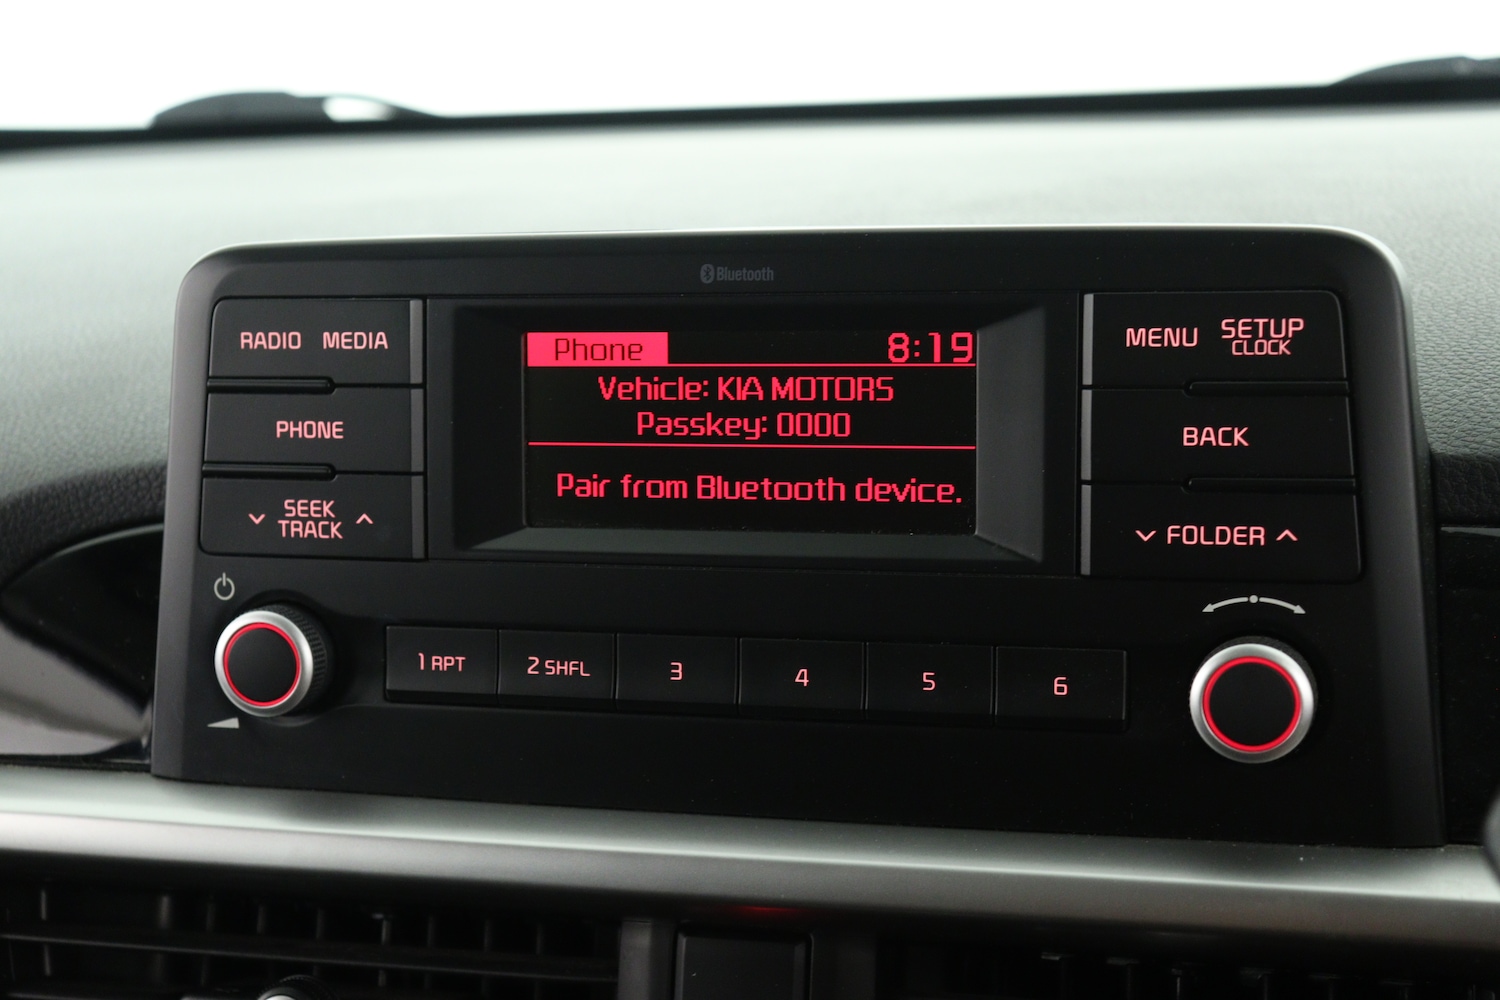 Bluetooth
RADIO MEDIA
PHONE
SEEK
TRACK
Phone 8:19
Vehicle: KIA MOTORS
Passkey: 0000
Pair from Bluetooth device.
MENU SETUP
CLOCK
BACK
FOLDER
1 RPT 2 SHFL 3 4 5 6